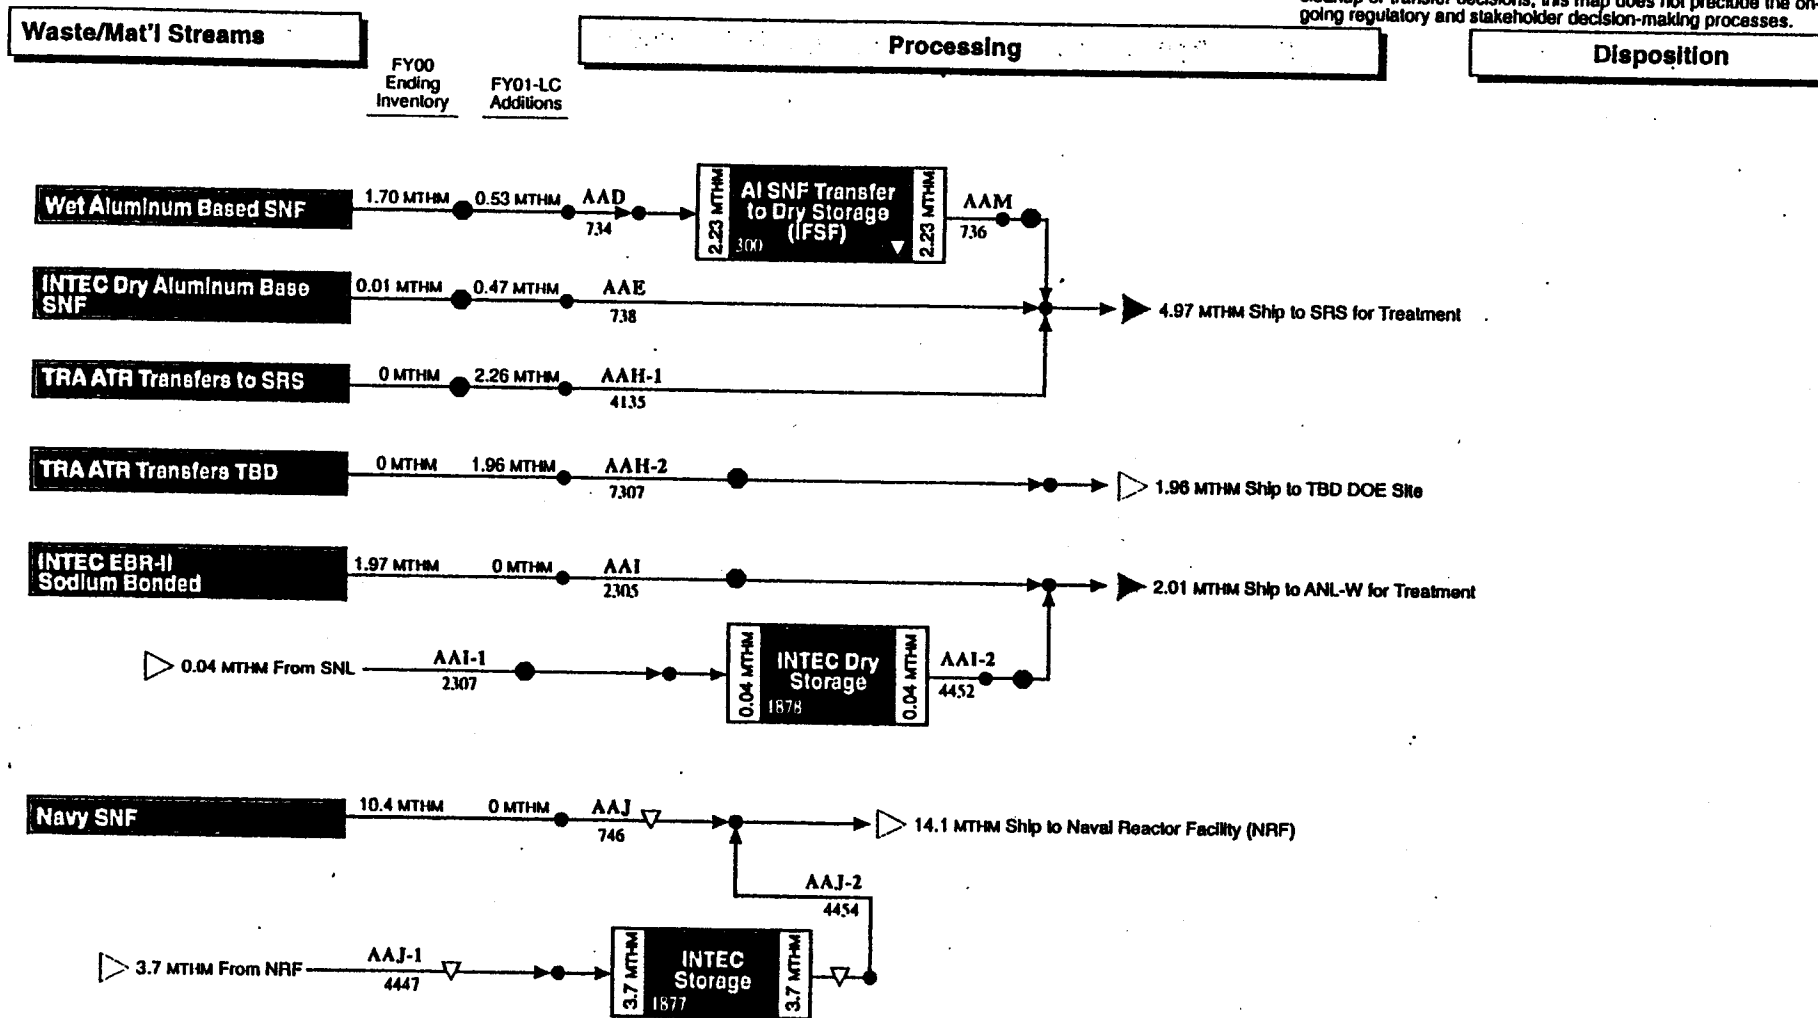 going regulatory and stakeholder decision-making processes.
Waste/Mat'l Streams
Processing
Disposition
FY00
Ending
Inventory
FY01-LC
Additions
Wet Aluminum Based SNF
1.70 MTHM
0.53 MTHM
AAD
734
2.23 MTHM
Al SNF Transfer
to Dry Storage
(IFSF)
300
2.23 MTHM
AAM
736
INTEC Dry Aluminum Base
SNF
0.01 MTHM
0.47 MTHM
AAE
738
4.97 MTHM Ship to SRS for Treatment
TRA ATR Transfers to SRS
0 MTHM
2.26 MTHM
AAH-1
4135
TRA ATR Transfers TBD
0 MTHM
1.96 MTHM
AAH-2
7307
1.96 MTHM Ship to TBD DOE Site
INTEC EBR-II
Sodium Bonded
1.97 MTHM
0 MTHM
AAI
2305
2.01 MTHM Ship to ANL-W for Treatment
0.04 MTHM From SNL
AAI-1
2307
0.04 MTHM
INTEC Dry
Storage
1878
0.04 MTHM
AAI-2
4452
Navy SNF
10.4 MTHM
0 MTHM
AAJ
746
14.1 MTHM Ship to Naval Reactor Facility (NRF)
AAJ-2
4454
3.7 MTHM From NRF
AAJ-1
4447
3.7 MTHM
INTEC
Storage
1877
3.7 MTHM